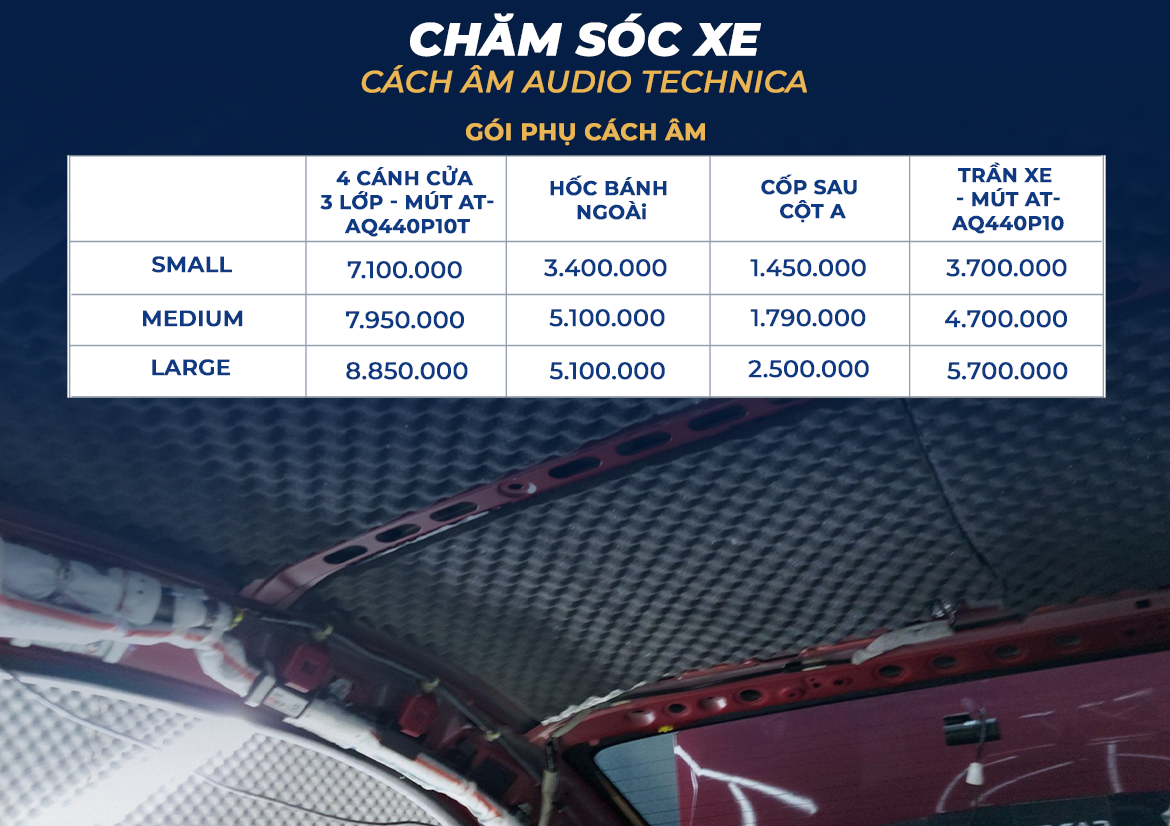 CHĂM SÓC XE
CÁCH ÂM AUDIO TECHNICA
GÓI PHỤ CÁCH ÂM
4 CÁNH CỬA
3 LỚP - MÚT AT-
AQ440P10T
HỐC BÁNH
NGOÀi
CỐP SAU
CỘT A
TRẦN XE
- MÚT AT-
AQ440P10
SMALL 7.100.000 3.400.000 1.450.000 3.700.000
MEDIUM 7.950.000 5.100.000 1.790.000 4.700.000
LARGE 8.850.000 5.100.000 2.500.000 5.700.000